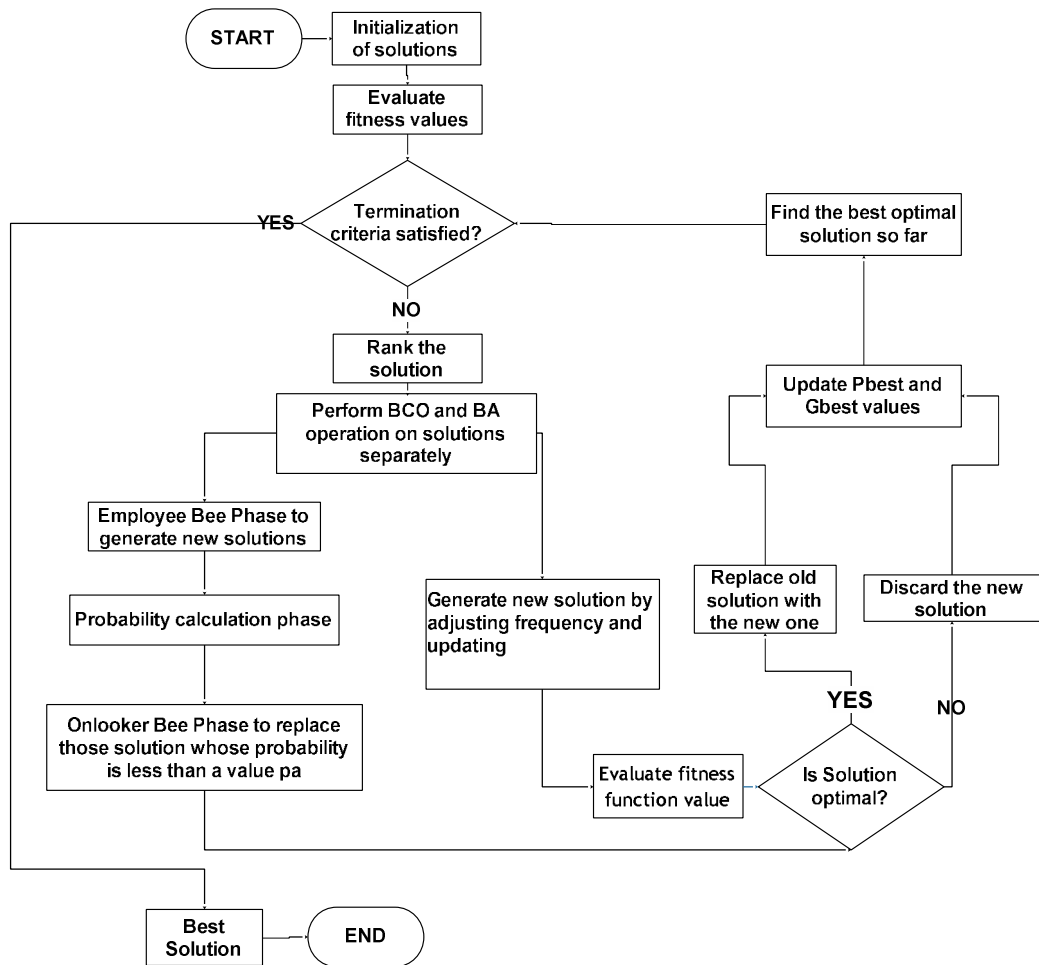 START
Initialization
of solutions
Evaluate
fitness values
YES
Termination
criteria satisfied?
Find the best optimal
solution so far
NO
Rank the
solution
Update Pbest and
Gbest values
Perform BCO and BA
operation on solutions
separately
Employee Bee Phase to
generate new solutions
Probability calculation phase
Onlooker Bee Phase to replace
those solution whose probability
is less than a value pa
Generate new solution by
adjusting frequency and
updating
Replace old
solution with
the new one
Discard the new
solution
YES
NO
Evaluate fitness
function value
Is Solution
optimal?
Best
Solution
END